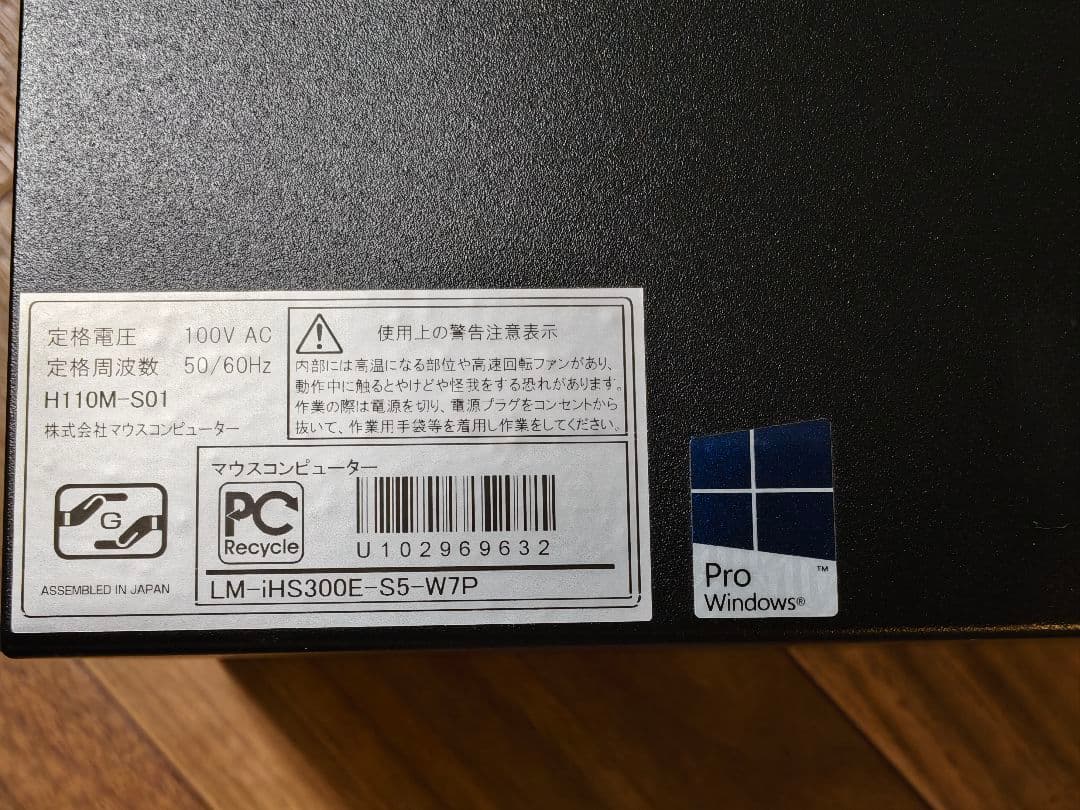 定格電圧 100V AC
定格周波数 50/60Hz
H110M-S01
株式会社マウスコンピューター
使用上の警告注意表示
内部には高温になる部位や高速回転ファンがあり、
動作中に触るとやけどや怪我をする恐れがあります。
作業の際は電源を切り、電源プラグをコンセントから
抜いて、作業用手袋等を着用し作業をしてください。
G
ASSEMBLED IN JAPAN
マウスコンピューター
PC
Recycle
U102969632
LM-iHS300E-S5-W7P
Pro ™
Windows®